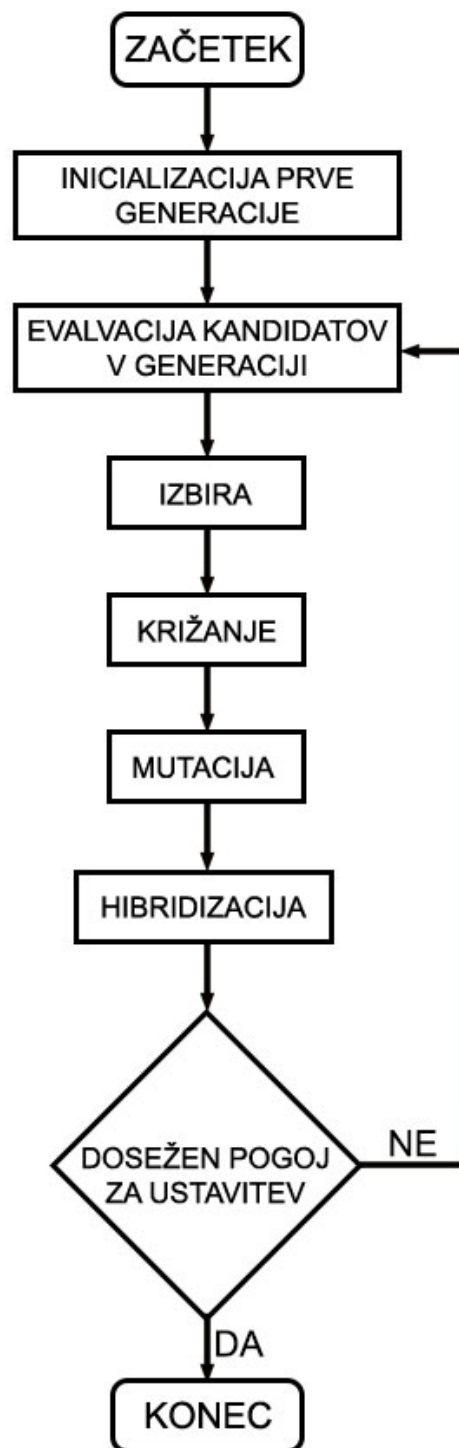 ZAČETEK
INICIALIZACIJA PRVE
GENERACIJE
EVALVACIJA KANDIDATOV
V GENERACIJI
IZBIRA
KRIŽANJE
MUTACIJA
HIBRIDIZACIJA
DOSEŽEN POGOJ
ZA USTAVITEV
NE
DA
KONEC